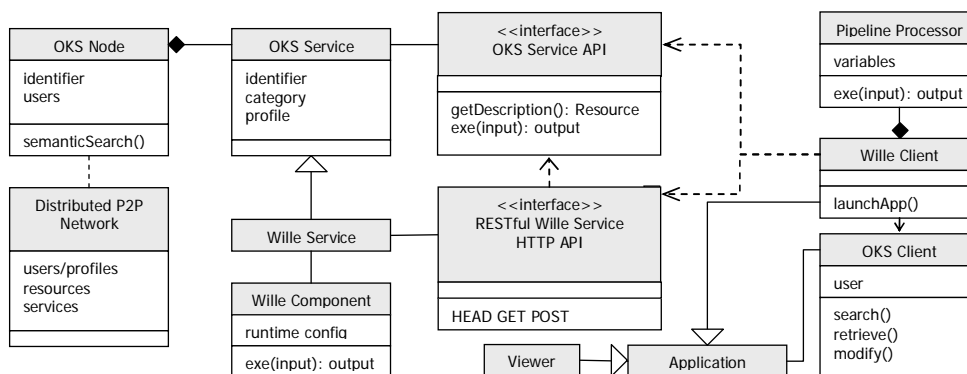 OKS Node
identifier
users
semanticSearch()
OKS Service
identifier
category
profile
<<interface>>
OKS Service API
getDescription(): Resource
exe(input): output
Pipeline Processor
variables
exe(input): output
Wille Client
launchApp()
Distributed P2P
Network
users/profiles
resources
services
Wille Service
<<interface>>
RESTful Wille Service
HTTP API
HEAD GET POST
OKS Client
user
search()
retrieve()
modify()
Wille Component
runtime config
exe(input): output
Viewer
Application